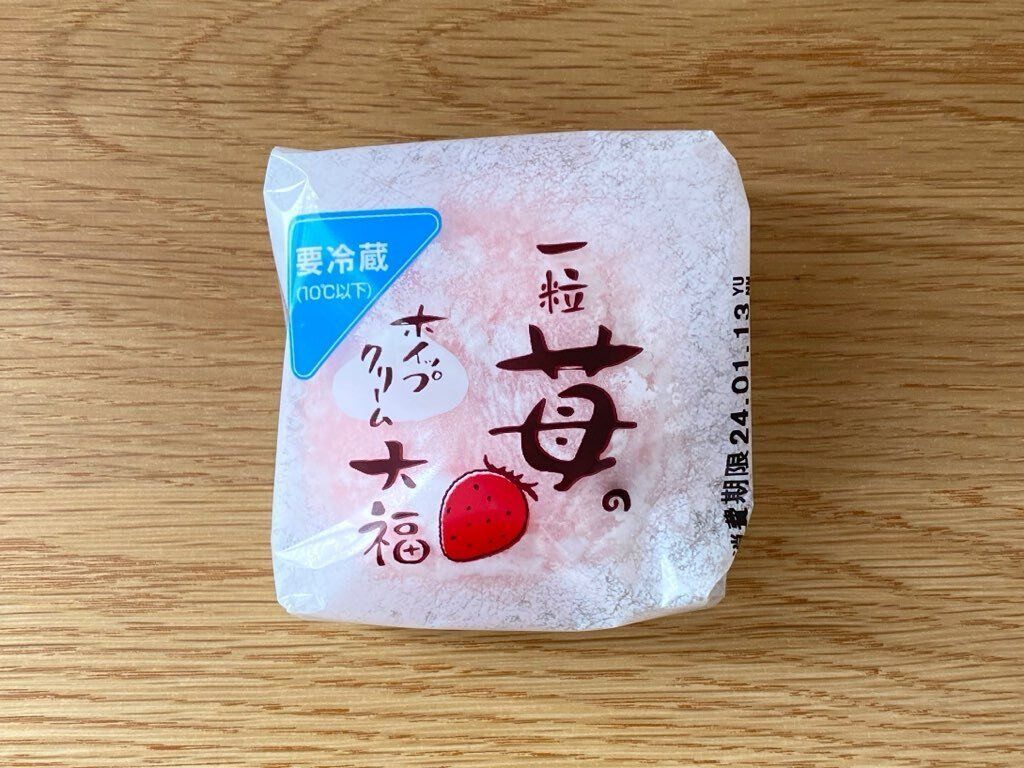 要冷蔵
(10℃以下)
一粒
苺の
ホイップ
クリーム
大福
消費期限 24.01.13 YU